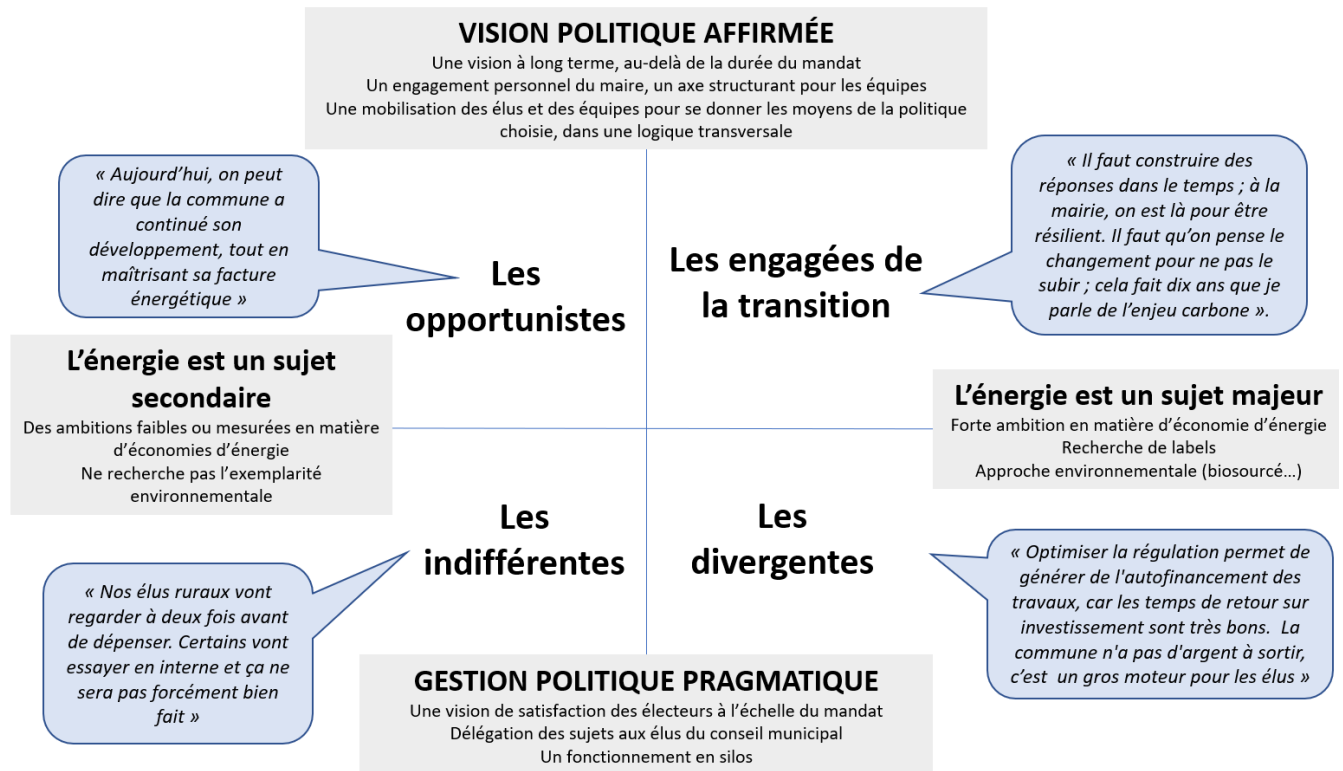 VISION POLITIQUE AFFIRMÉE
Une vision à long terme, au-delà de la durée du mandat
Un engagement personnel du maire, un axe structurant pour les équipes
Une mobilisation des élus et des équipes pour se donner les moyens de la politique
choisie, dans une logique transversale
« Aujourd’hui, on peut
dire que la commune a
continué son
développement, tout en
maîtrisant sa facture
énergétique »
Les
opportunistes
Les engagées de
la transition
« Il faut construire des
réponses dans le temps ; à la
mairie, on est là pour être
résilient. Il faut qu’on pense le
changement pour ne pas le
subir ; cela fait dix ans que je
parle de l’enjeu carbone ».
L’énergie est un sujet
secondaire
Des ambitions faibles ou mesurées en matière
d’économies d’énergie
Ne recherche pas l’exemplarité
environnementale
L’énergie est un sujet majeur
Forte ambition en matière d’économie d’énergie
Recherche de labels
Approche environnementale (biosourcé…)
Les
indifférentes
Les
divergentes
« Nos élus ruraux vont
regarder à deux fois avant
de dépenser. Certains vont
essayer en interne et ça ne
sera pas forcément bien
fait »
« Optimiser la régulation permet de
générer de l'autofinancement des
travaux, car les temps de retour sur
investissement sont très bons. La
commune n'a pas d'argent à sortir,
c’est un gros moteur pour les élus »
GESTION POLITIQUE PRAGMATIQUE
Une vision de satisfaction des électeurs à l’échelle du mandat
Délégation des sujets aux élus du conseil municipal
Un fonctionnement en silos